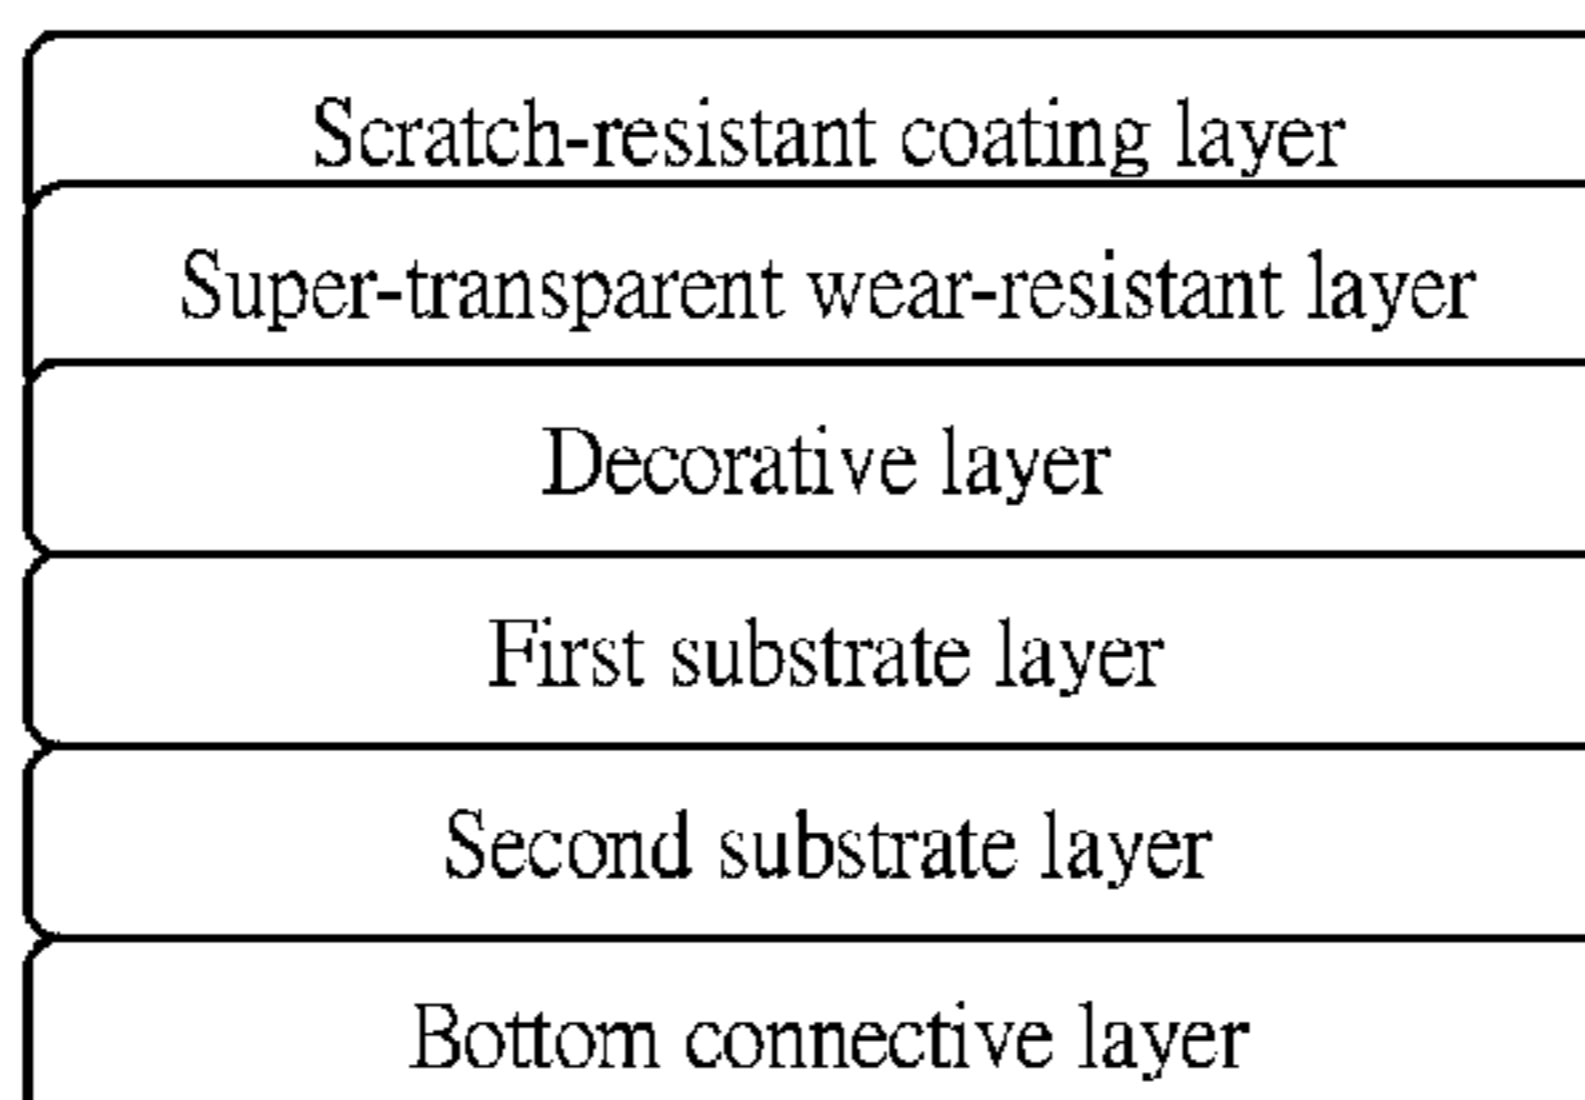 Scratch-resistant coating layer
Super-transparent wear-resistant layer
Decorative layer
First substrate layer
Second substrate layer
Bottom connective layer